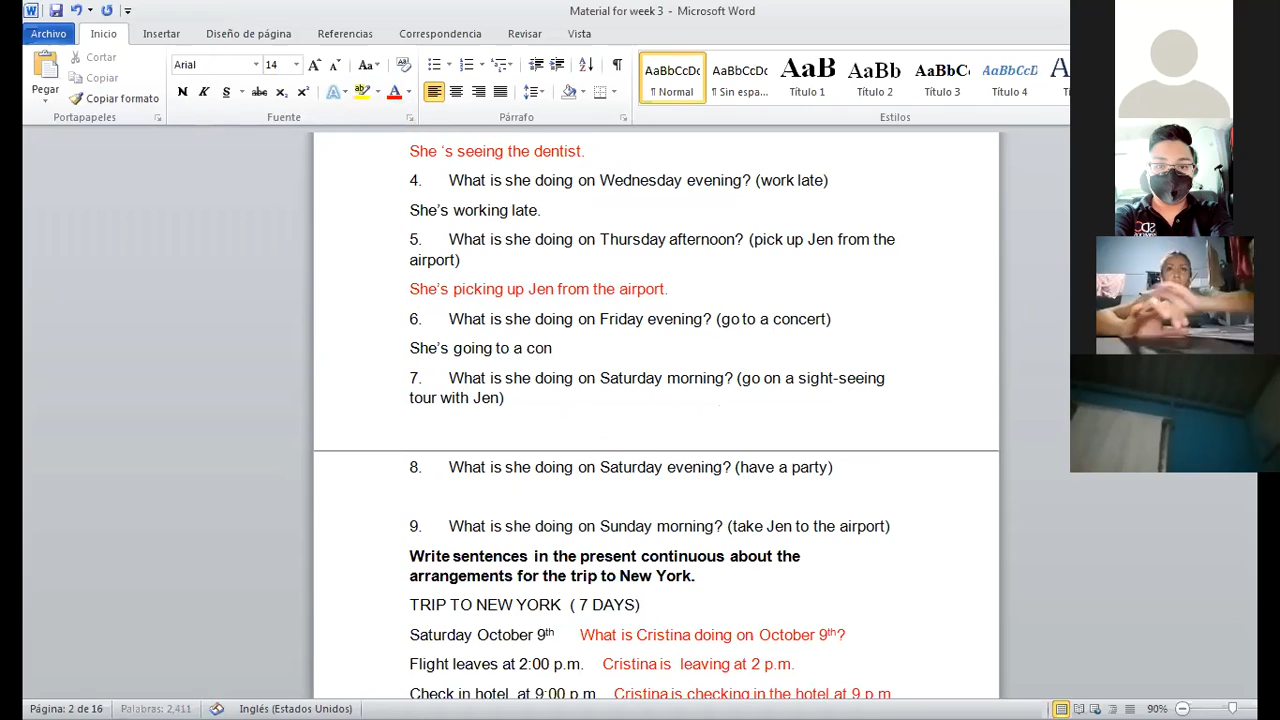 Material for week 3 - Microsoft Word
Archivo Inicio Insertar Diseño de página Referencias Correspondencia Revisar Vista
Pegar
Cortar
Copiar
Copiar formato
Portapapeles
Arial 14
Fuente
Párrafo
AaBbCcDc AaBbCcDc AaB AaBb AaBbC AaBbCcD
¶ Normal ¶ Sin espa... Título 1 Título 2 Título 3 Título 4
Estilos
She ‘s seeing the dentist.
4. What is she doing on Wednesday evening? (work late)
She’s working late.
5. What is she doing on Thursday afternoon? (pick up Jen from the
airport)
She’s picking up Jen from the airport.
6. What is she doing on Friday evening? (go to a concert)
She’s going to a con
7. What is she doing on Saturday morning? (go on a sight-seeing
tour with Jen)
8. What is she doing on Saturday evening? (have a party)
9. What is she doing on Sunday morning? (take Jen to the airport)
Write sentences in the present continuous about the
arrangements for the trip to New York.
TRIP TO NEW YORK ( 7 DAYS)
Saturday October 9th What is Cristina doing on October 9th?
Flight leaves at 2:00 p.m. Cristina is leaving at 2 p.m.
Check in hotel at 9:00 p.m Cristina is checking in the hotel at 9 p.m
SDC
Página: 2 de 16 Palabras: 2,411 Inglés (Estados Unidos) 90%